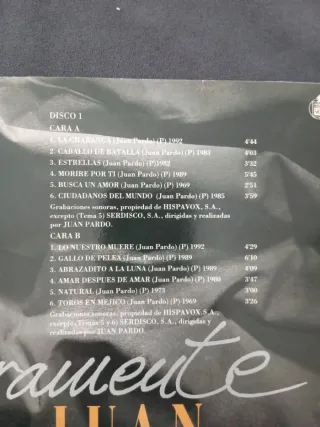 DISCO 1
CARA A
1. LA CHARANGA (Juan Pardo) (P) 1992 4'44
2. CABALLO DE BATALLA (Juan Pardo) (P) 1983 4'03
3. ESTRELLAS (Juan Pardo) (P)1982 3'32
4. MORIRE POR TI (Juan Pardo) (P) 1989 5'45
5. BUSCA UN AMOR (Juan Pardo) (P) 1969 2'54
6. CIUDADANOS DEL MUNDO (Juan Pardo) (P) 1985 3'59
Grabaciones sonoras, propiedad de HISPAVOX, S.A.,
excepto (Tema 5) SERDISCO, S.A., dirigidas y realizadas
por JUAN PARDO.
CARA B
1. LO NUESTRO MUERE (Juan Pardo) (P) 1992 4'29
2. GALLO DE PELEA (Juan Pardo) (P) 1989 6'10
3. ABRAZADITO A LA LUNA (Juan Pardo) (P) 1989 4'09
4. AMAR DESPUES DE AMAR (Juan Pardo) (P) 1980 3'47
5. NATURAL (Juan Pardo) (P) 1973 3'00
6. TOROS EN MEJICO (Juan Pardo) (P) 1969 3'26
Grabaciones sonoras, propiedad de HISPAVOX, S.A.,
excepto (Temas 5 y 6) SERDISCO, S.A., dirigidas y
realizadas por JUAN PARDO.
ramente
JUAN